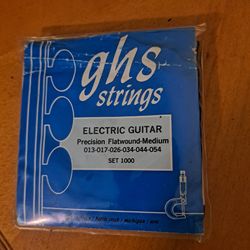 ghs
strings
ELECTRIC GUITAR
Precision Flatwound-Medium
013-017-026-034-044-054
SET 1000